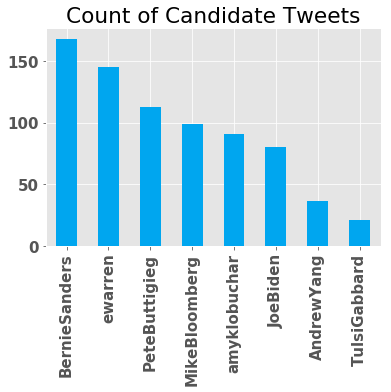 Count of Candidate Tweets
150
100
50
0
BernieSanders
ewarren
PeteButtigieg
MikeBloomberg
amyklobuchar
JoeBiden
AndrewYang
TulsiGabbard